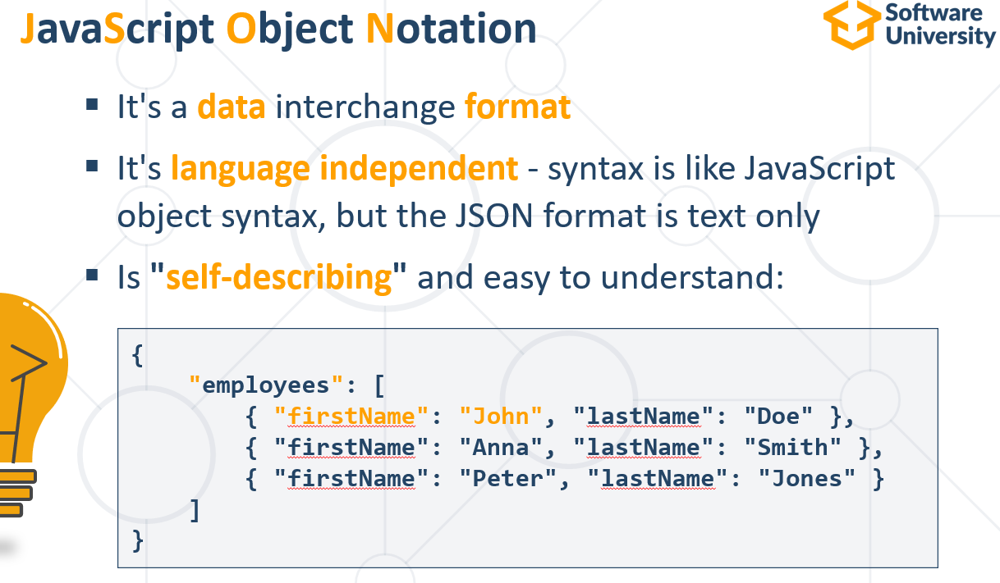 JavaScript Object Notation
Software
University
▪ It's a data interchange format
▪ It's language independent - syntax is like JavaScript
object syntax, but the JSON format is text only
▪ Is "self-describing" and easy to understand:
{
    "employees": [
        { "firstName": "John", "lastName": "Doe" },
        { "firstName": "Anna", "lastName": "Smith" },
        { "firstName": "Peter", "lastName": "Jones" }
    ]
}